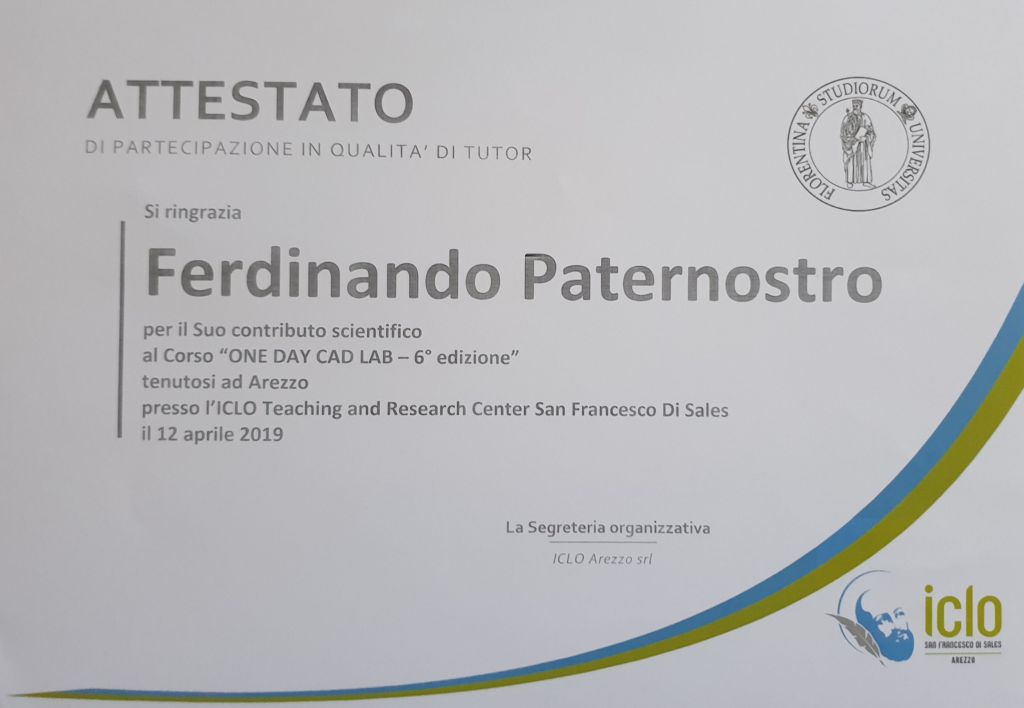 ATTESTATO
DI PARTECIPAZIONE IN QUALITA’ DI TUTOR
FLORENTINA STUDIORUM UNIVERSITAS
Si ringrazia
Ferdinando Paternostro
per il Suo contributo scientifico
al Corso “ONE DAY CAD LAB – 6° edizione”
tenutosi ad Arezzo
presso l’ICLO Teaching and Research Center San Francesco Di Sales
il 12 aprile 2019
La Segreteria organizzativa
ICLO Arezzo srl
iclo
SAN FRANCESCO DI SALES
AREZZO